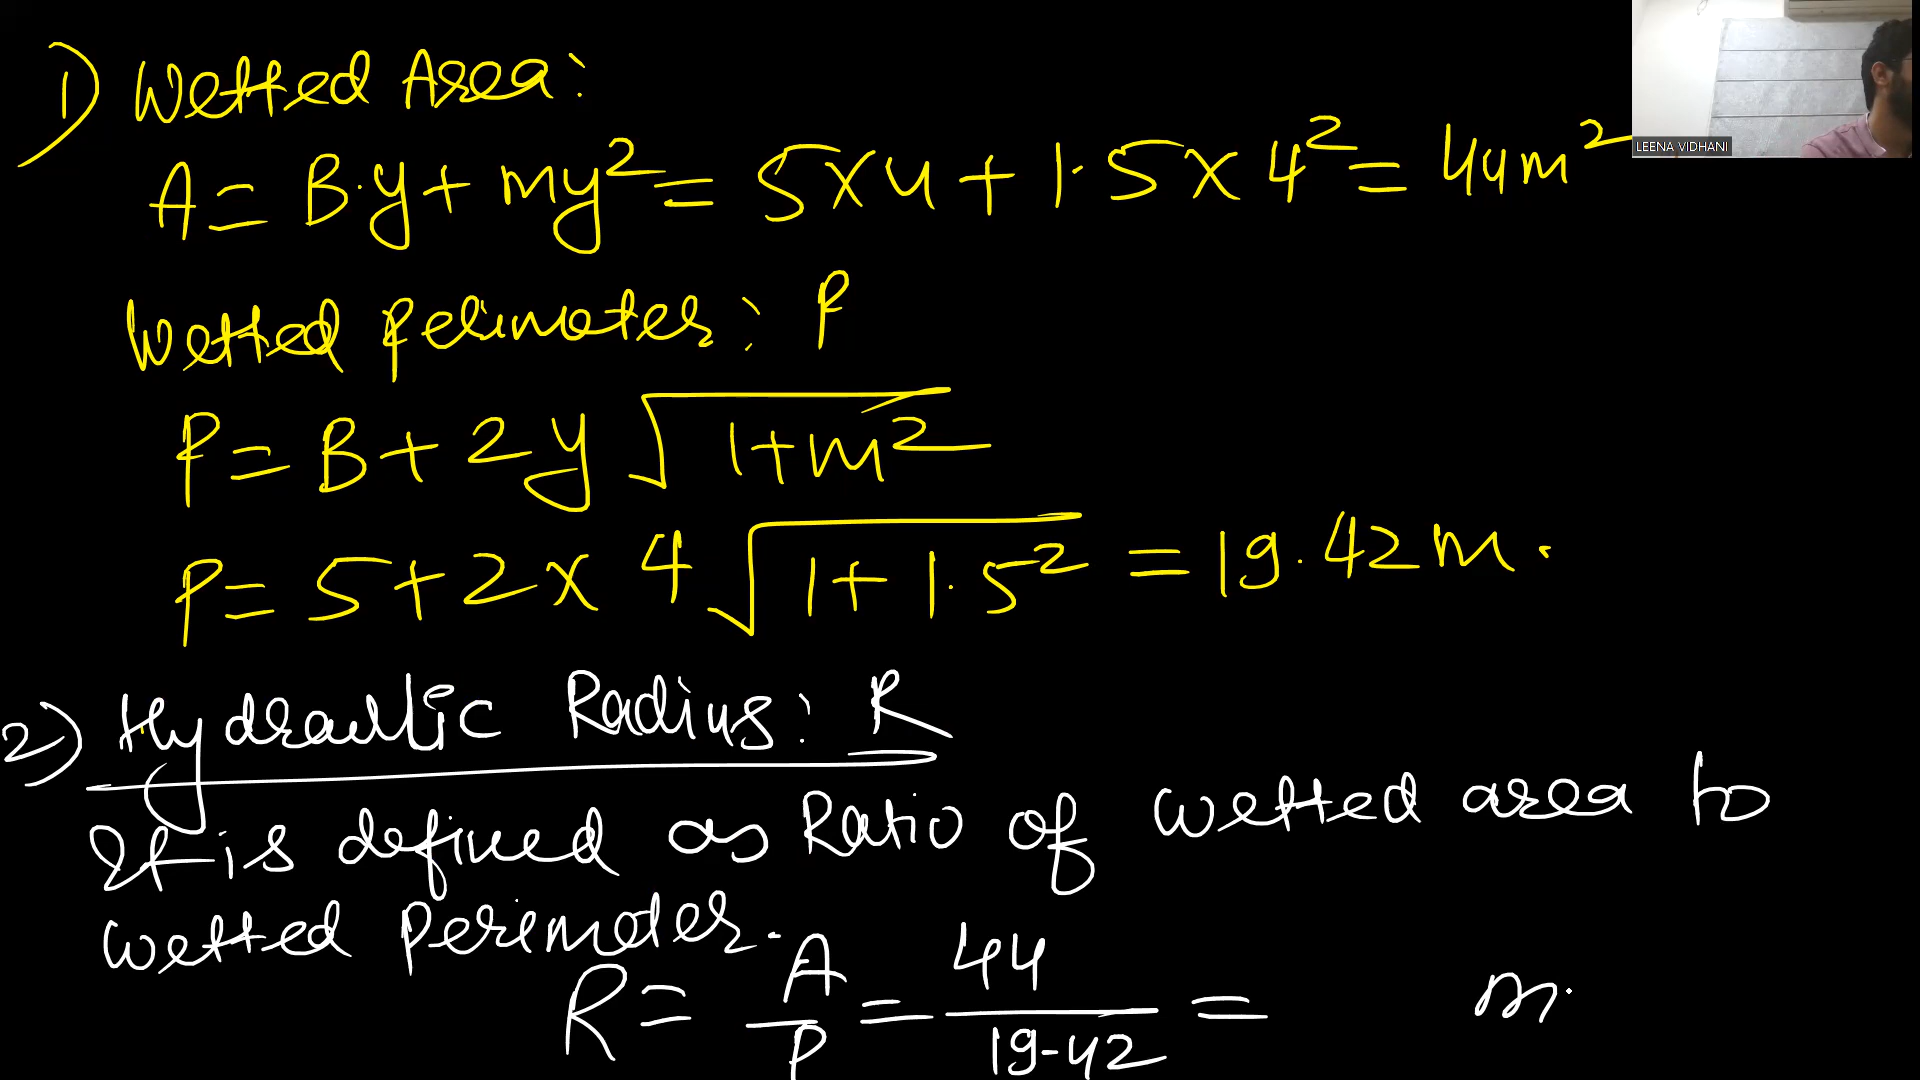 1) Wetted Area:
LEENA VIDHANI
A = B.y + my² = 5 x 4 + 1.5 x 4² = 44m²
Wetted perimeter: P
P = B + 2y √1+m²
P = 5 + 2 x 4 √1 + 1.5² = 19.42 m.
2) Hydraulic Radius: R
It is defined as Ratio of wetted area to
wetted Perimeter.
R = A/P = 44/19.42 = m.